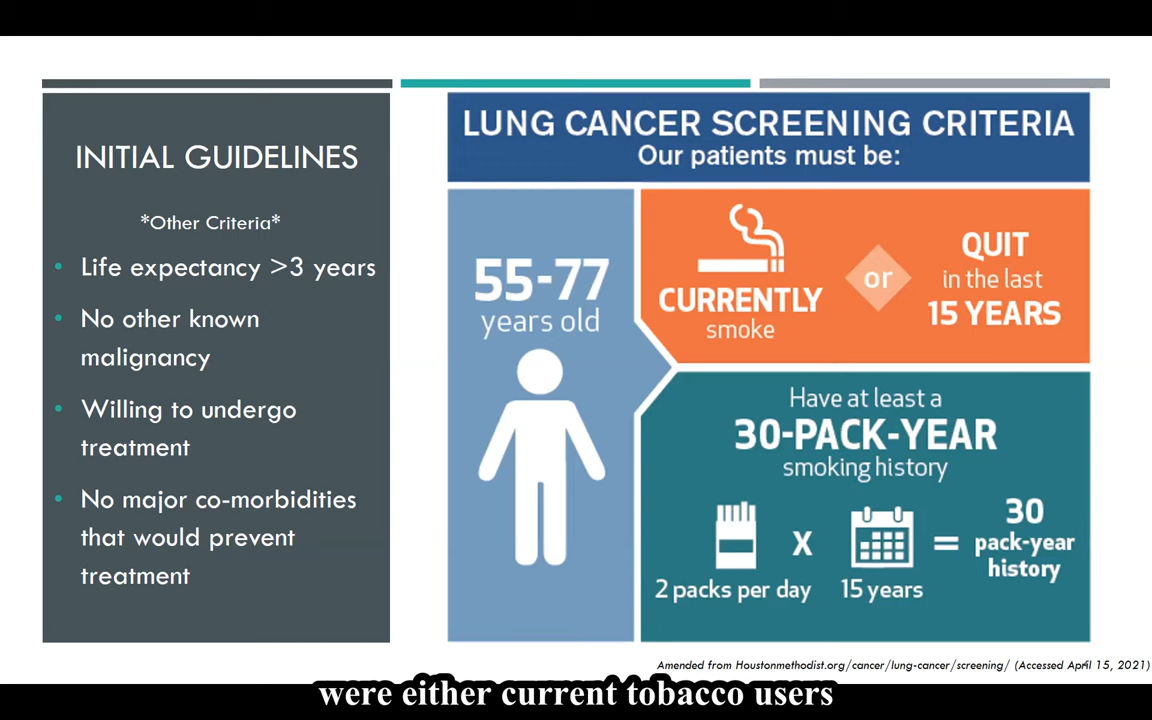 INITIAL GUIDELINES
*Other Criteria*
• Life expectancy >3 years
• No other known
malignancy
• Willing to undergo
treatment
• No major co-morbidities
that would prevent
treatment
LUNG CANCER SCREENING CRITERIA
Our patients must be:
55-77
years old
CURRENTLY
smoke
or
QUIT
in the last
15 YEARS
Have at least a
30-PACK-YEAR
smoking history
2 packs per day
X
15 years
=
30
pack-year
history
Amended from Houstonmethodist.org/cancer/lung-cancer/screening/ (Accessed April 15, 2021)
were either current tobacco users